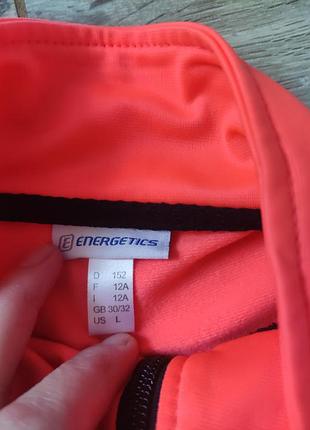 E ENERGETICS
D 152
F 12A
I 12A
GB 30/32
US L